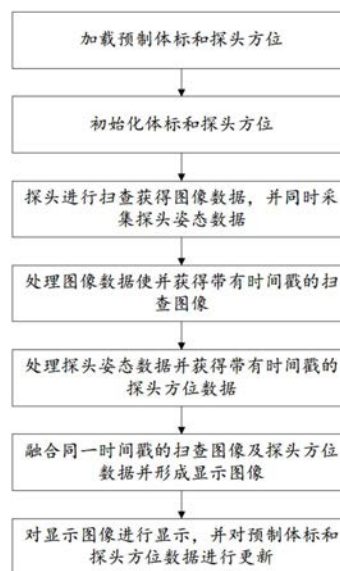 加载预制体标和探头方位
初始化体标和探头方位
探头进行扫查获得图像数据，并同时采
集探头姿态数据
处理图像数据使并获得带有时间戳的扫
查图像
处理探头姿态数据并获得带有时间戳的
探头方位数据
融合同一时间戳的扫查图像及探头方位
数据并形成显示图像
对显示图像进行显示，并对预制体标和
探头方位数据进行更新